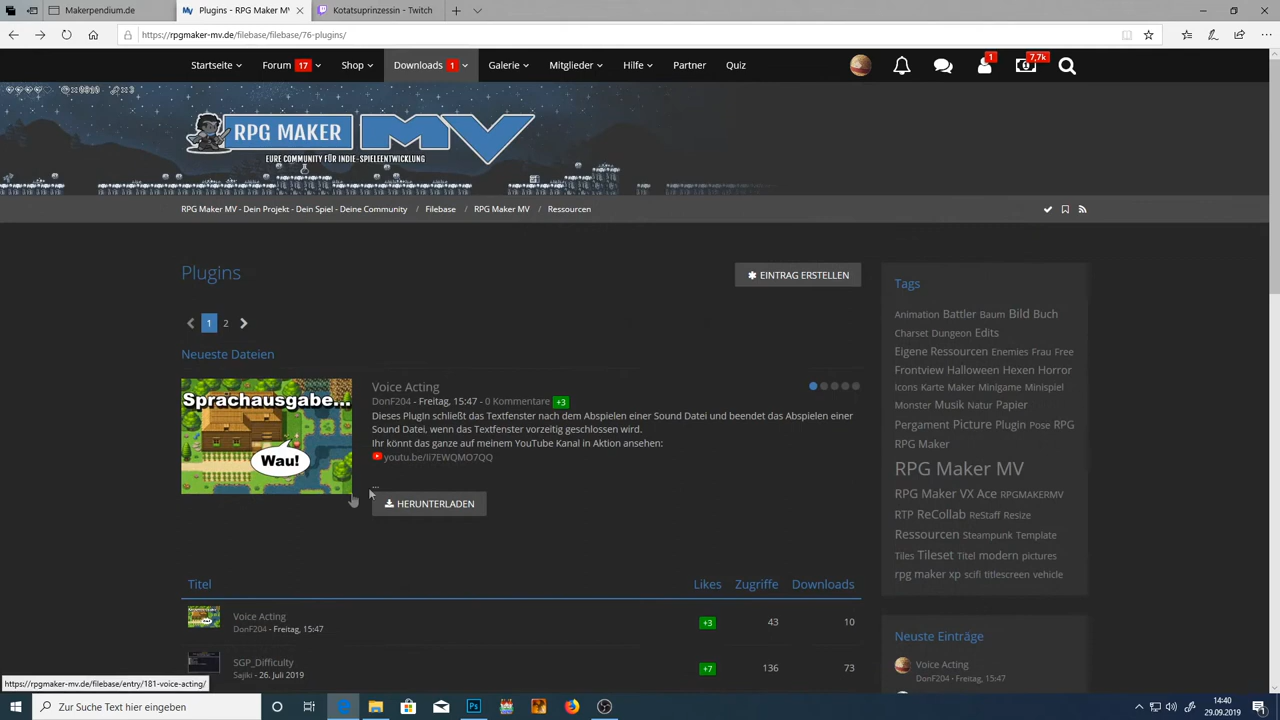 Makerpendium.de
Plugins - RPG Maker MV
Kotatsuprinzessin - Twitch
https://rpgmaker-mv.de/filebase/filebase/76-plugins/
Startseite Forum 17 Shop Downloads 1 Galerie Mitglieder Hilfe Partner Quiz 1 7,7k
RPG MAKER MV
EURE COMMUNITY FÜR INDIE-SPIELENTWICKLUNG
RPG Maker MV - Dein Projekt - Dein Spiel - Deine Community / Filebase / RPG Maker MV / Ressourcen
Plugins
EINTRAG ERSTELLEN
1 2
Neueste Dateien
Sprachausgabe...
Wau!
Voice Acting
DonF204 - Freitag, 15:47 - 0 Kommentare +3
Dieses PlugIn schließt das Textfenster nach dem Abspielen einer Sound Datei und beendet das Abspielen einer
Sound Datei, wenn das Textfenster vorzeitig geschlossen wird.
Ihr könnt das ganze auf meinem YouTube Kanal in Aktion ansehen:
youtu.be/Ii7EWQMO7QQ
...
HERUNTERLADEN
Titel Likes Zugriffe Downloads
Voice Acting
DonF204 - Freitag, 15:47
+3 43 10
SGP_Difficulty
Sajiki - 26. Juli 2019
+7 136 73
Tags
Animation Battler Baum Bild Buch
Charset Dungeon Edits
Eigene Ressourcen Enemies Frau Free
Frontview Halloween Hexen Horror
Icons Karte Maker Minigame Minispiel
Monster Musik Natur Papier
Pergament Picture Plugin Pose RPG
RPG Maker
RPG Maker MV
RPG Maker VX Ace RPGMAKERMV
RTP ReCollab ReStaff Resize
Ressourcen Steampunk Template
Tiles Tileset Titel modern pictures
rpg maker xp scifi titlescreen vehicle
Neuste Einträge
Voice Acting
DonF204 - Freitag, 15:47
https://rpgmaker-mv.de/filebase/entry/181-voice-acting/
Zur Suche Text hier eingeben
14:40
29.09.2019